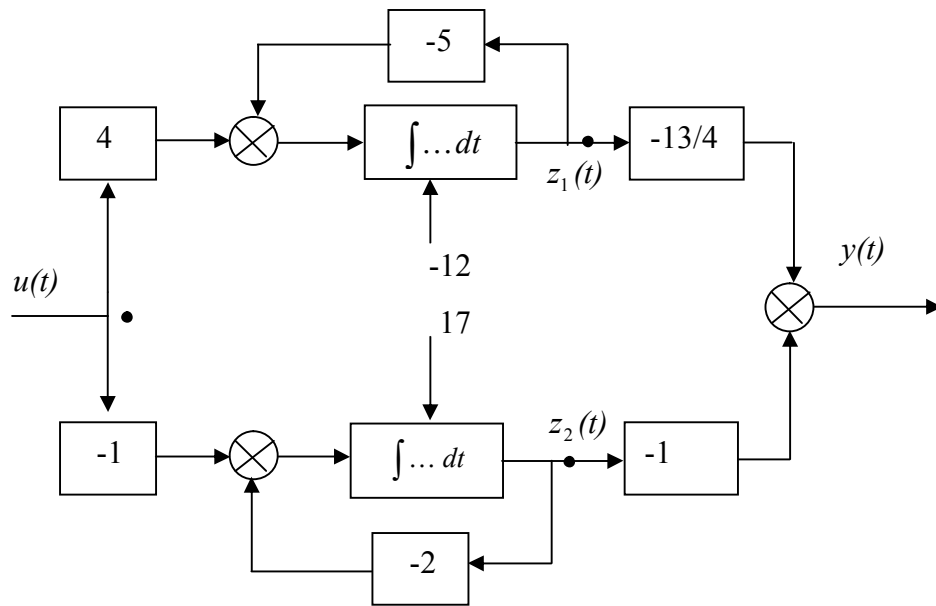 -5
4
∫ … dt
-13/4
z₁(t)
u(t)
-12
y(t)
17
-1
∫ … dt
z₂(t)
-1
-2